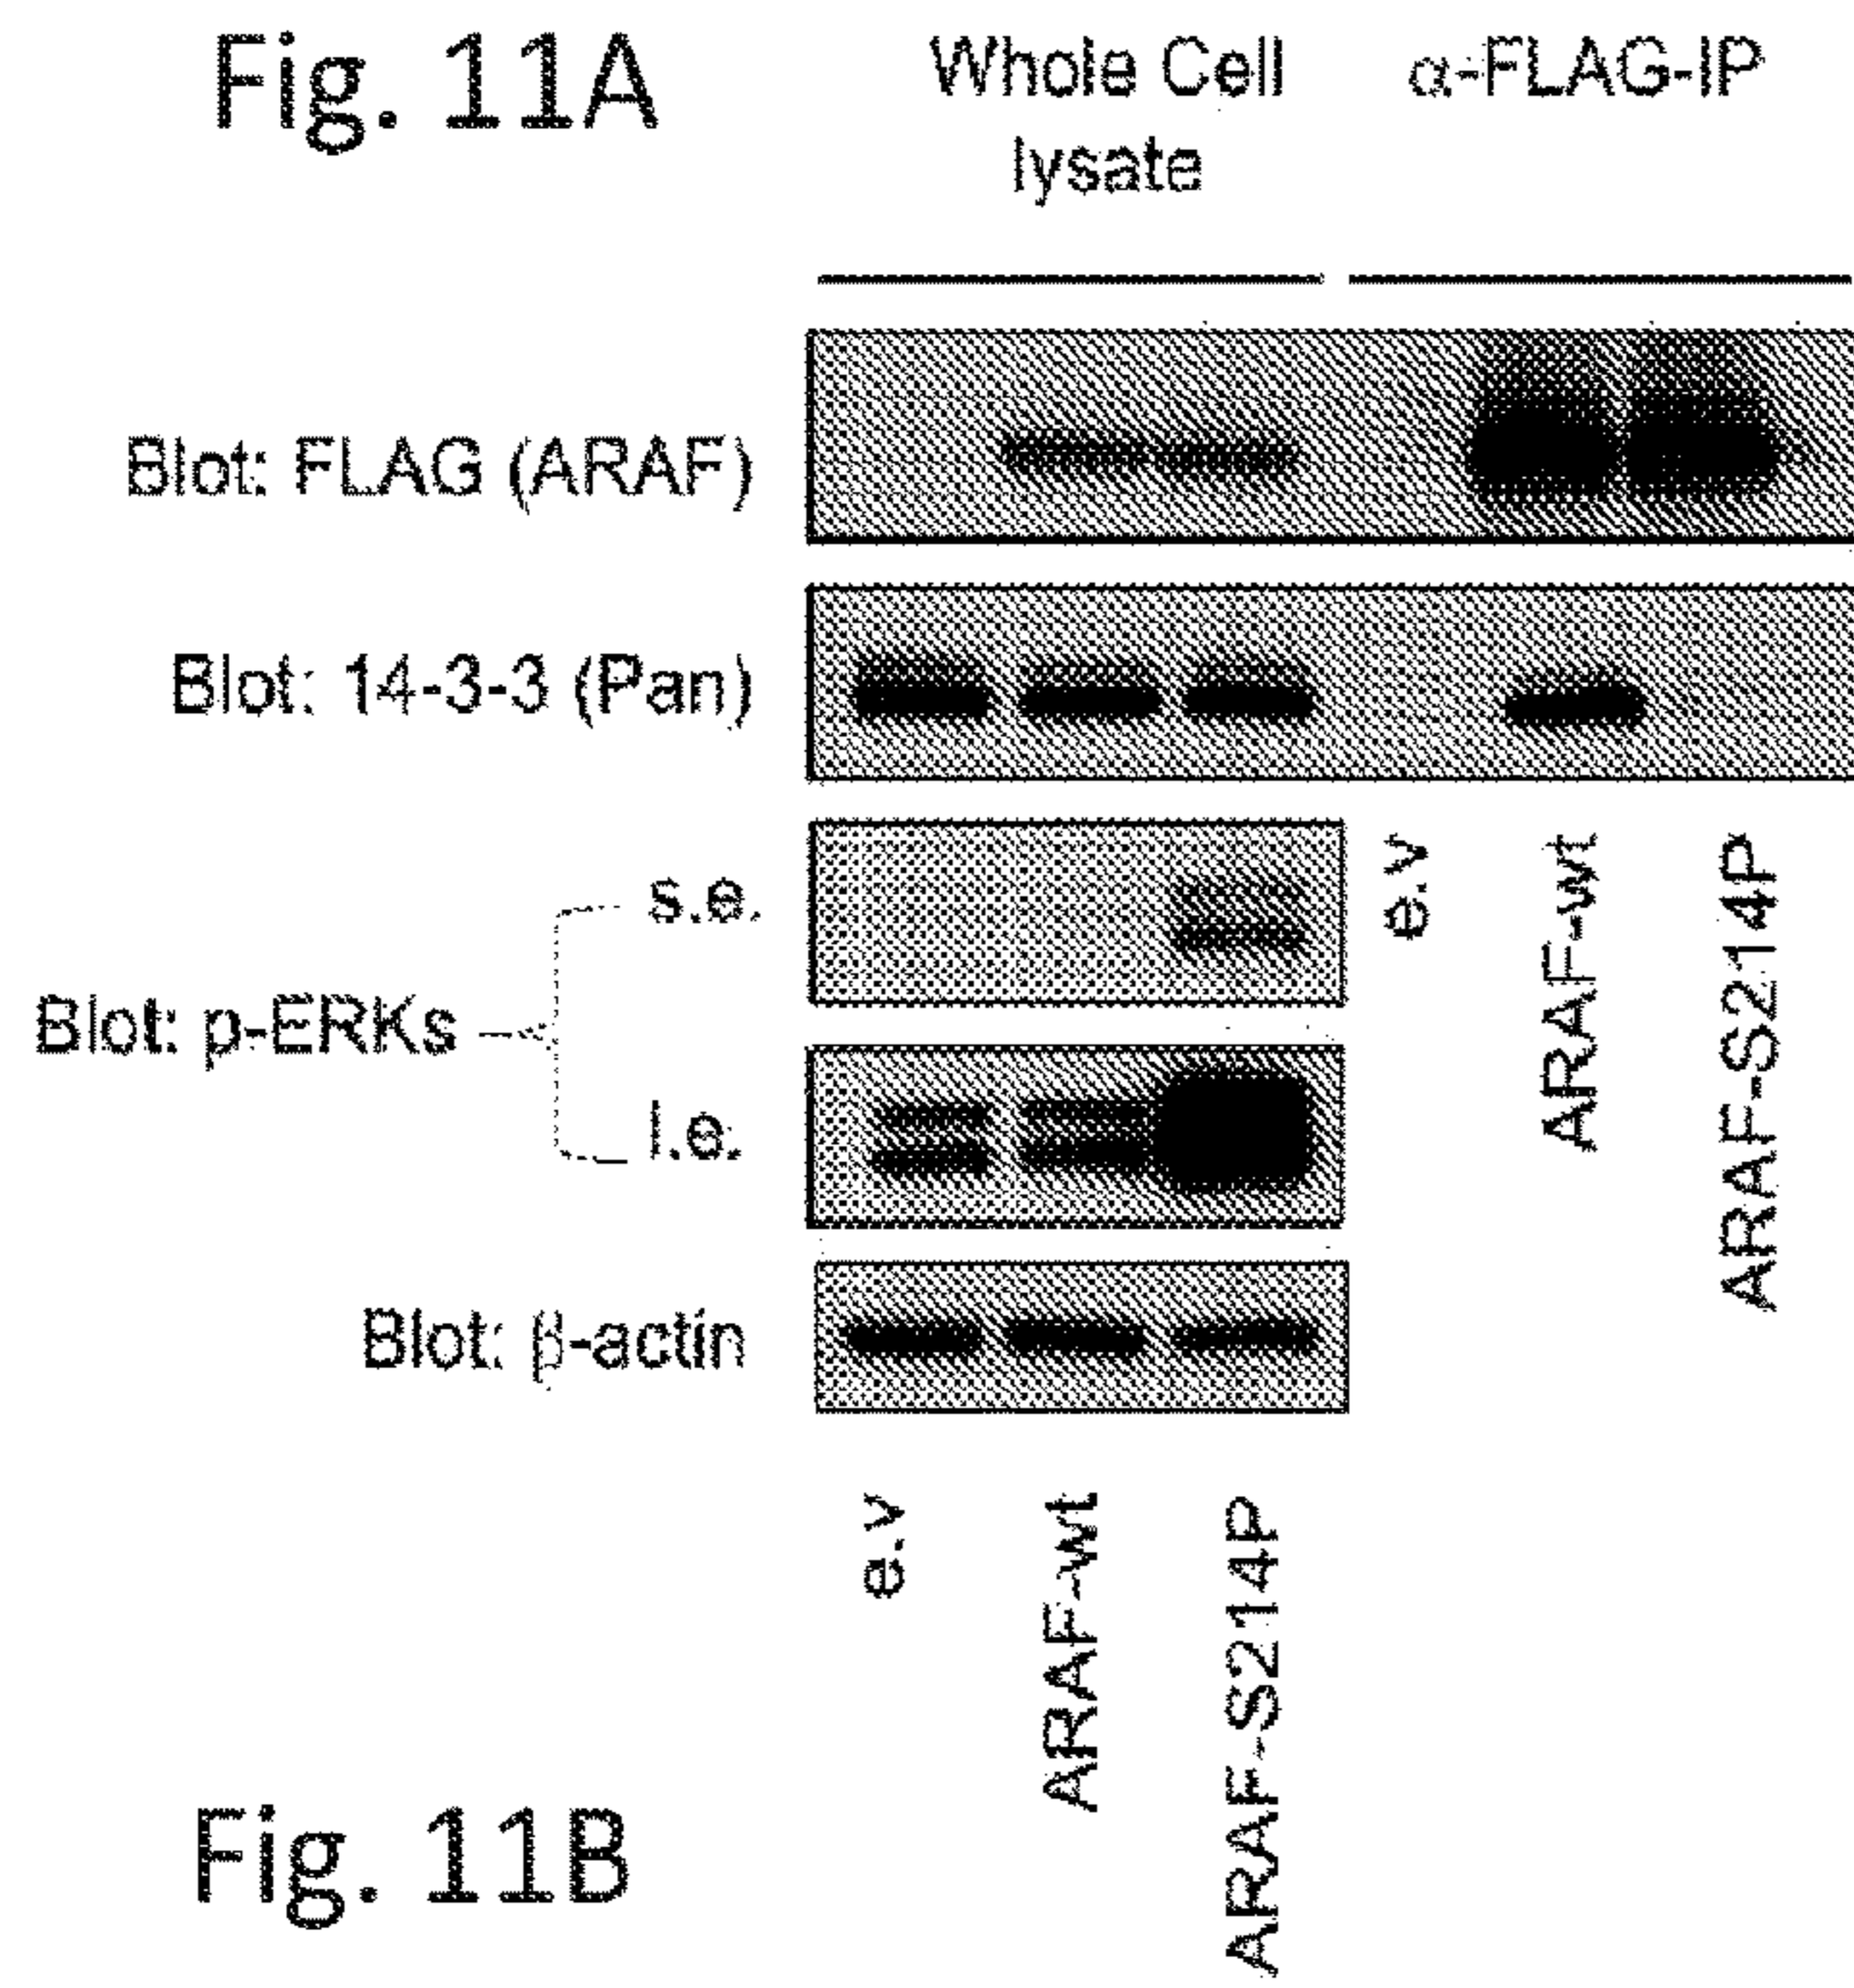 Fig. 11A
Whole Cell
lysate
α-FLAG-IP
Blot: FLAG (ARAF)
Blot: 14-3-3 (Pan)
Blot: p-ERKs
s.e.
l.e.
Blot: β-actin
e.v
ARAF-wt
ARAF-S214P
e.v
ARAF-wt
ARAF-S214P
Fig. 11B